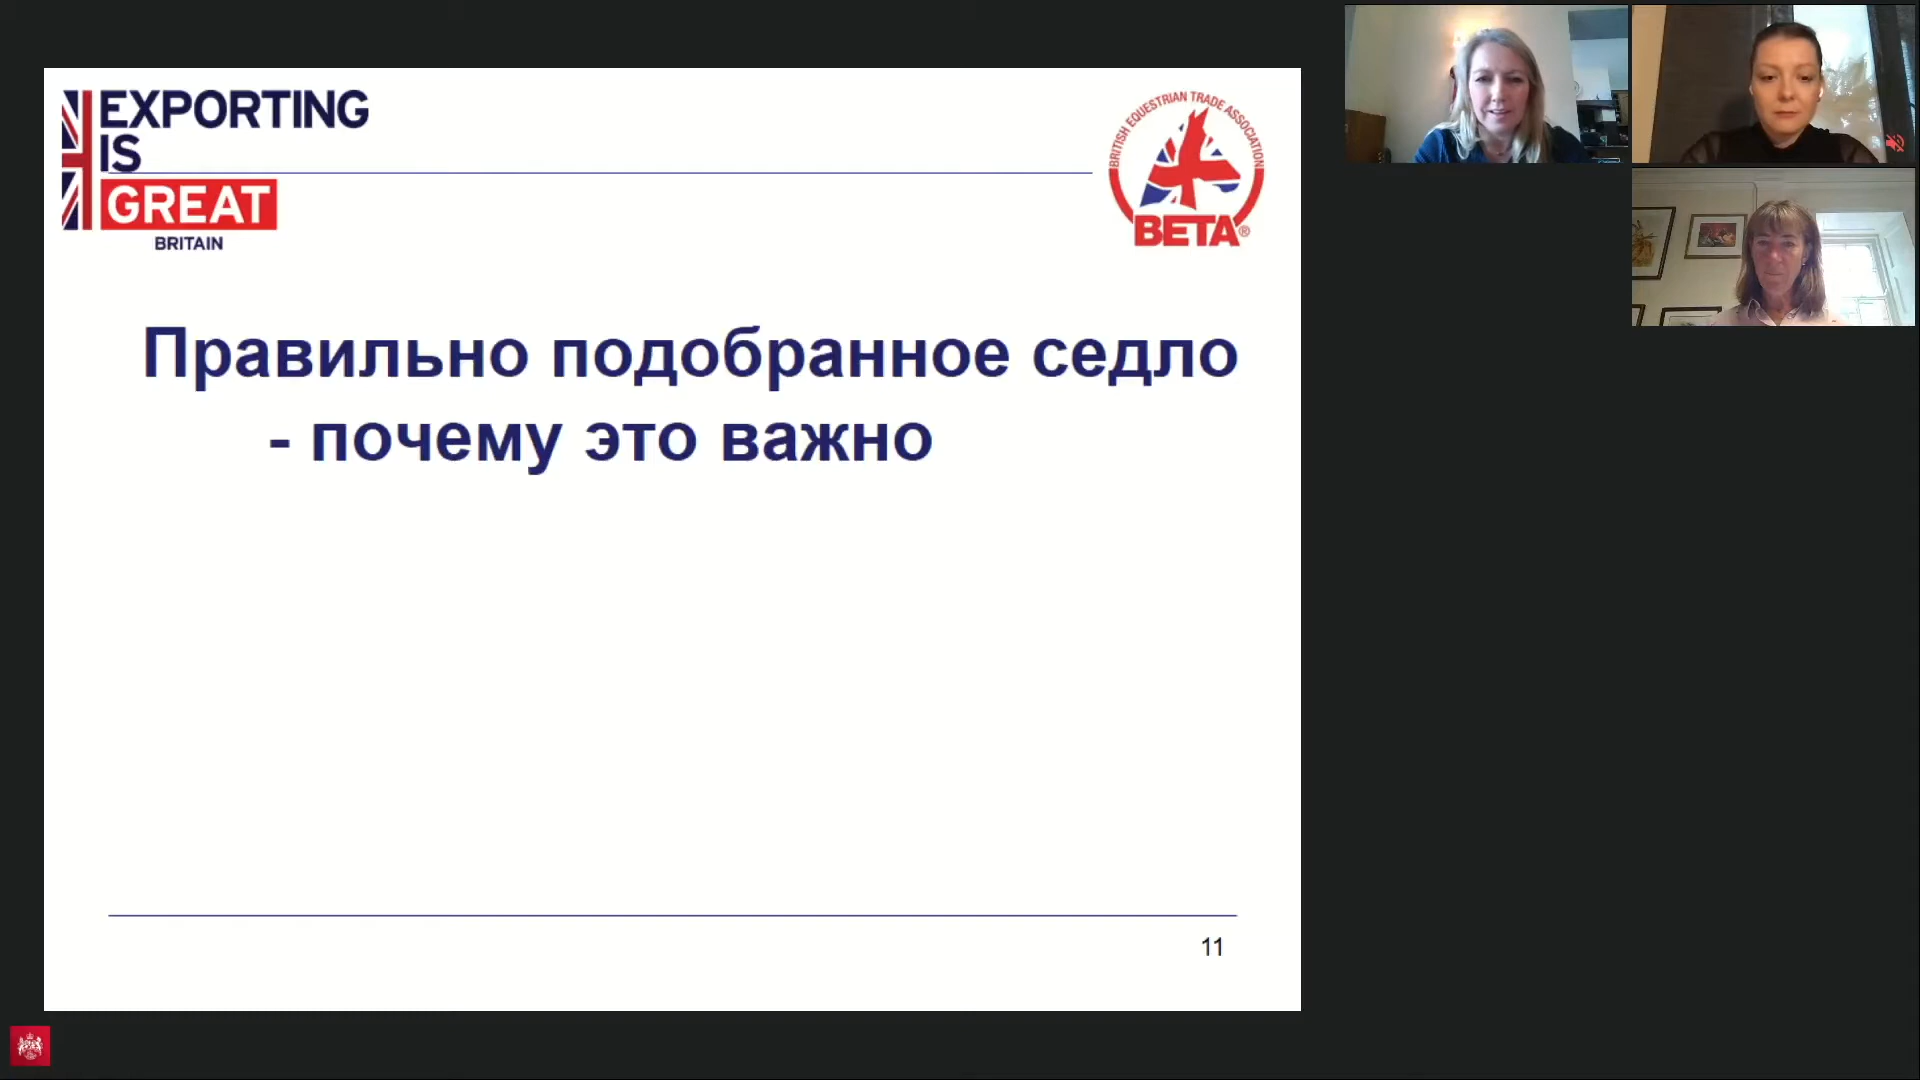 EXPORTING
IS
GREAT
BRITAIN
BRITISH EQUESTRIAN TRADE ASSOCIATION
BETA®
Правильно подобранное седло
- почему это важно
11